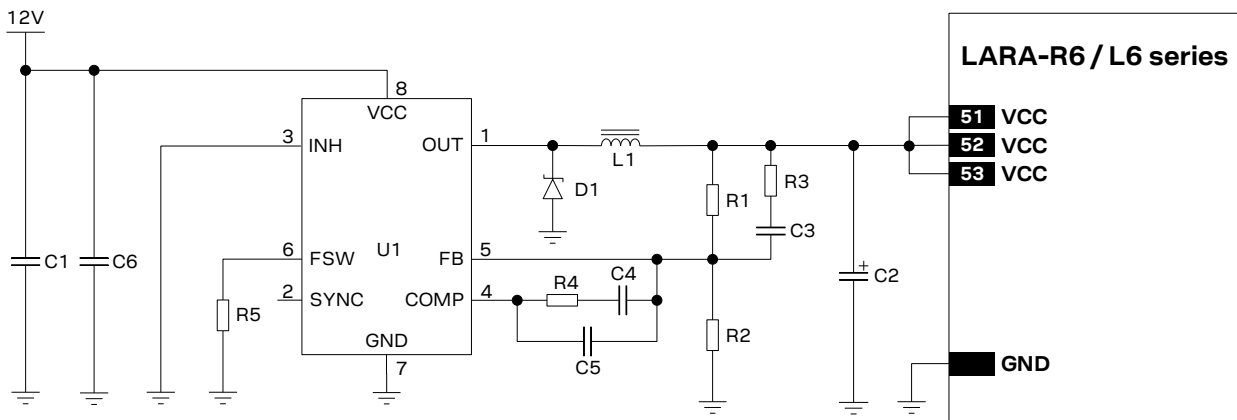 12V
LARA-R6 / L6 series
8
VCC
51 VCC
3 INH
OUT 1
52 VCC
L1
53 VCC
R3
D1
R1
C3
6 FSW
U1
FB 5
C1
C6
C4
C2
R4
2 SYNC
COMP 4
R5
R2
GND
C5
GND
7